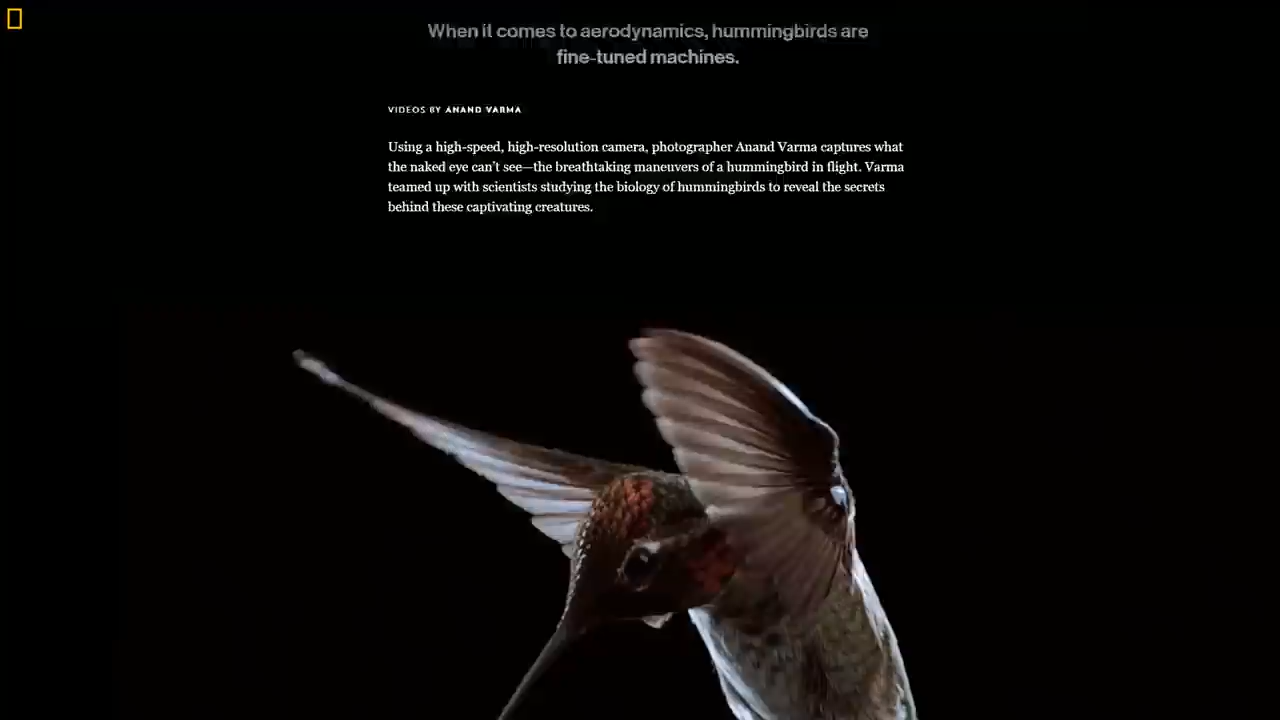 When it comes to aerodynamics, hummingbirds are
fine-tuned machines.
VIDEOS BY ANAND VARMA
Using a high-speed, high-resolution camera, photographer Anand Varma captures what
the naked eye can't see—the breathtaking maneuvers of a hummingbird in flight. Varma
teamed up with scientists studying the biology of hummingbirds to reveal the secrets
behind these captivating creatures.